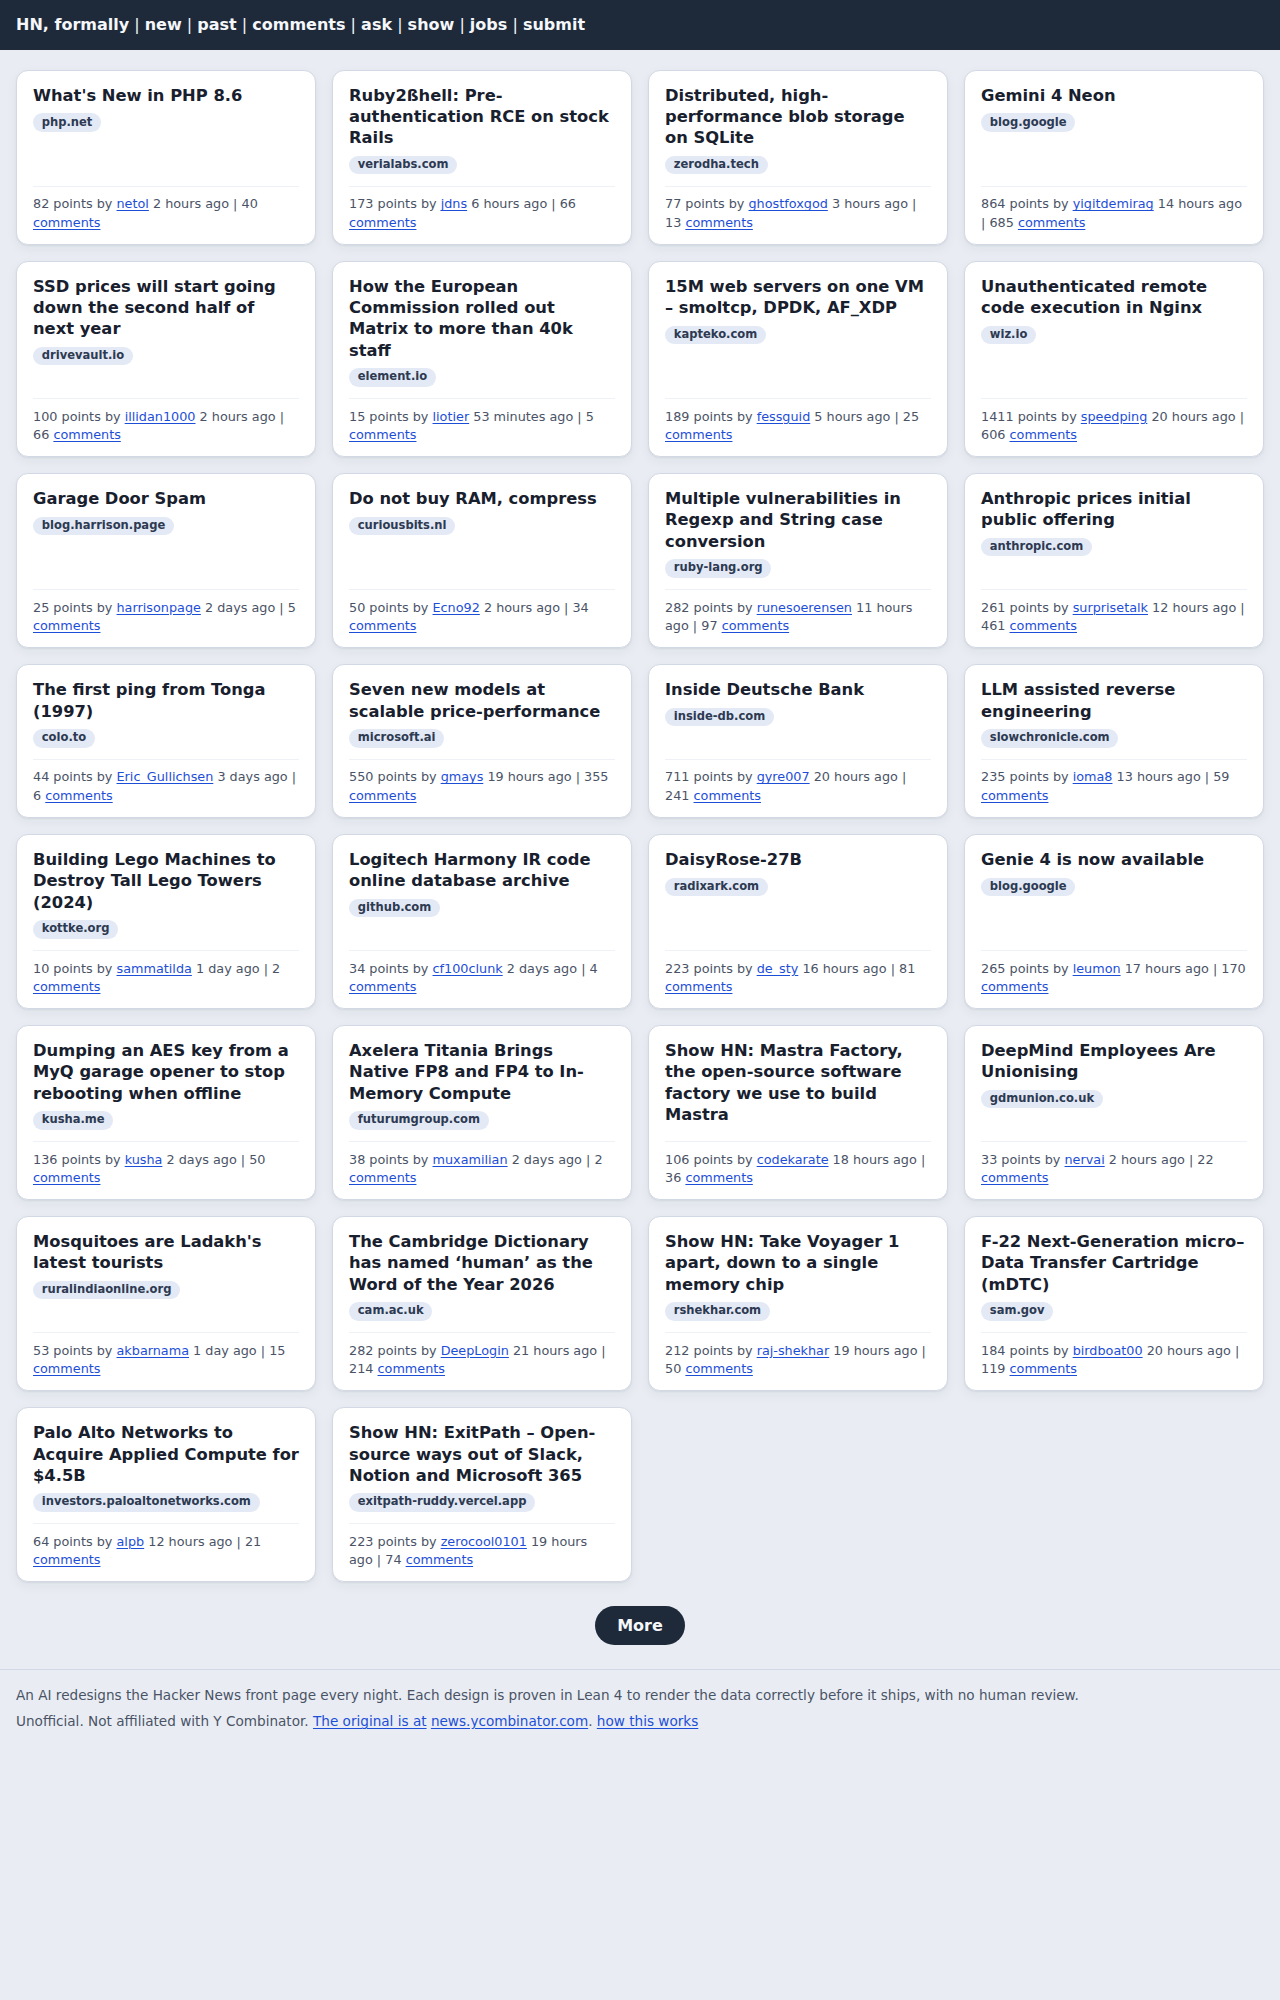 HN, formally | new | past | comments | ask | show | jobs | submit
What's New in PHP 8.6
php.net
82 points by netol 2 hours ago | 40
comments
Ruby2ßhell: Pre-
authentication RCE on stock
Rails
verialabs.com
173 points by jdns 6 hours ago | 66
comments
Distributed, high-
performance blob storage
on SQLite
zerodha.tech
77 points by ghostfoxgod 3 hours ago |
13 comments
Gemini 4 Neon
blog.google
864 points by yigitdemirag 14 hours ago
| 685 comments
SSD prices will start going
down the second half of
next year
drivevault.io
100 points by illidan1000 2 hours ago |
66 comments
How the European
Commission rolled out
Matrix to more than 40k
staff
element.io
15 points by liotier 53 minutes ago | 5
comments
15M web servers on one VM
– smoltcp, DPDK, AF_XDP
kapteko.com
189 points by fessguid 5 hours ago | 25
comments
Unauthenticated remote
code execution in Nginx
wiz.io
1411 points by speedping 20 hours ago |
606 comments
Garage Door Spam
blog.harrison.page
25 points by harrisonpage 2 days ago | 5
comments
Do not buy RAM, compress
curiousbits.nl
50 points by Ecno92 2 hours ago | 34
comments
Multiple vulnerabilities in
Regexp and String case
conversion
ruby-lang.org
282 points by runesoerensen 11 hours
ago | 97 comments
Anthropic prices initial
public offering
anthropic.com
261 points by surprisetalk 12 hours ago |
461 comments
The first ping from Tonga
(1997)
colo.to
44 points by Eric_Gullichsen 3 days ago |
6 comments
Seven new models at
scalable price-performance
microsoft.ai
550 points by gmays 19 hours ago | 355
comments
Inside Deutsche Bank
inside-db.com
711 points by gyre007 20 hours ago |
241 comments
LLM assisted reverse
engineering
slowchronicle.com
235 points by ioma8 13 hours ago | 59
comments
Building Lego Machines to
Destroy Tall Lego Towers
(2024)
kottke.org
10 points by sammatilda 1 day ago | 2
comments
Logitech Harmony IR code
online database archive
github.com
34 points by cf100clunk 2 days ago | 4
comments
DaisyRose-27B
radixark.com
223 points by de_sty 16 hours ago | 81
comments
Genie 4 is now available
blog.google
265 points by leumon 17 hours ago | 170
comments
Dumping an AES key from a
MyQ garage opener to stop
rebooting when offline
kusha.me
136 points by kusha 2 days ago | 50
comments
Axelera Titania Brings
Native FP8 and FP4 to In-
Memory Compute
futurumgroup.com
38 points by muxamilian 2 days ago | 2
comments
Show HN: Mastra Factory,
the open-source software
factory we use to build
Mastra
106 points by codekarate 18 hours ago |
36 comments
DeepMind Employees Are
Unionising
gdmunion.co.uk
33 points by nervai 2 hours ago | 22
comments
Mosquitoes are Ladakh's
latest tourists
ruralindiaonline.org
53 points by akbarnama 1 day ago | 15
comments
The Cambridge Dictionary
has named ‘human’ as the
Word of the Year 2026
cam.ac.uk
282 points by DeepLogin 21 hours ago |
214 comments
Show HN: Take Voyager 1
apart, down to a single
memory chip
rshekhar.com
212 points by raj-shekhar 19 hours ago |
50 comments
F-22 Next-Generation micro–
Data Transfer Cartridge
(mDTC)
sam.gov
184 points by birdboat00 20 hours ago |
119 comments
Palo Alto Networks to
Acquire Applied Compute for
$4.5B
investors.paloaltonetworks.com
64 points by alpb 12 hours ago | 21
comments
Show HN: ExitPath – Open-
source ways out of Slack,
Notion and Microsoft 365
exitpath-ruddy.vercel.app
223 points by zerocool0101 19 hours
ago | 74 comments
More
An AI redesigns the Hacker News front page every night. Each design is proven in Lean 4 to render the data correctly before it ships, with no human review.
Unofficial. Not affiliated with Y Combinator. The original is at news.ycombinator.com. how this works